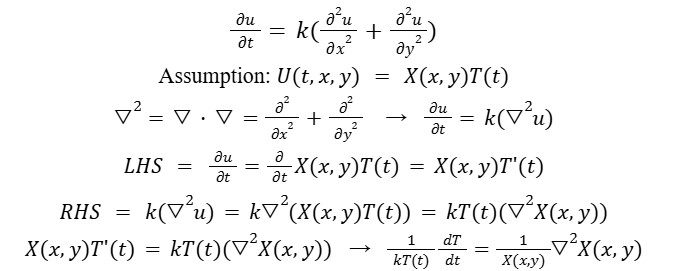 ∂u/∂t = k(∂²u/∂x² + ∂²u/∂y²)
Assumption: U(t, x, y) = X(x, y)T(t)
∇² = ∇ · ∇ = ∂²/∂x² + ∂²/∂y² → ∂u/∂t = k(∇²u)
LHS = ∂u/∂t = ∂/∂t X(x, y)T(t) = X(x, y)T'(t)
RHS = k(∇²u) = k∇²(X(x, y)T(t)) = kT(t)(∇²X(x, y))
X(x, y)T'(t) = kT(t)(∇²X(x, y)) → 1/kT(t) dT/dt = 1/X(x,y) ∇²X(x, y)